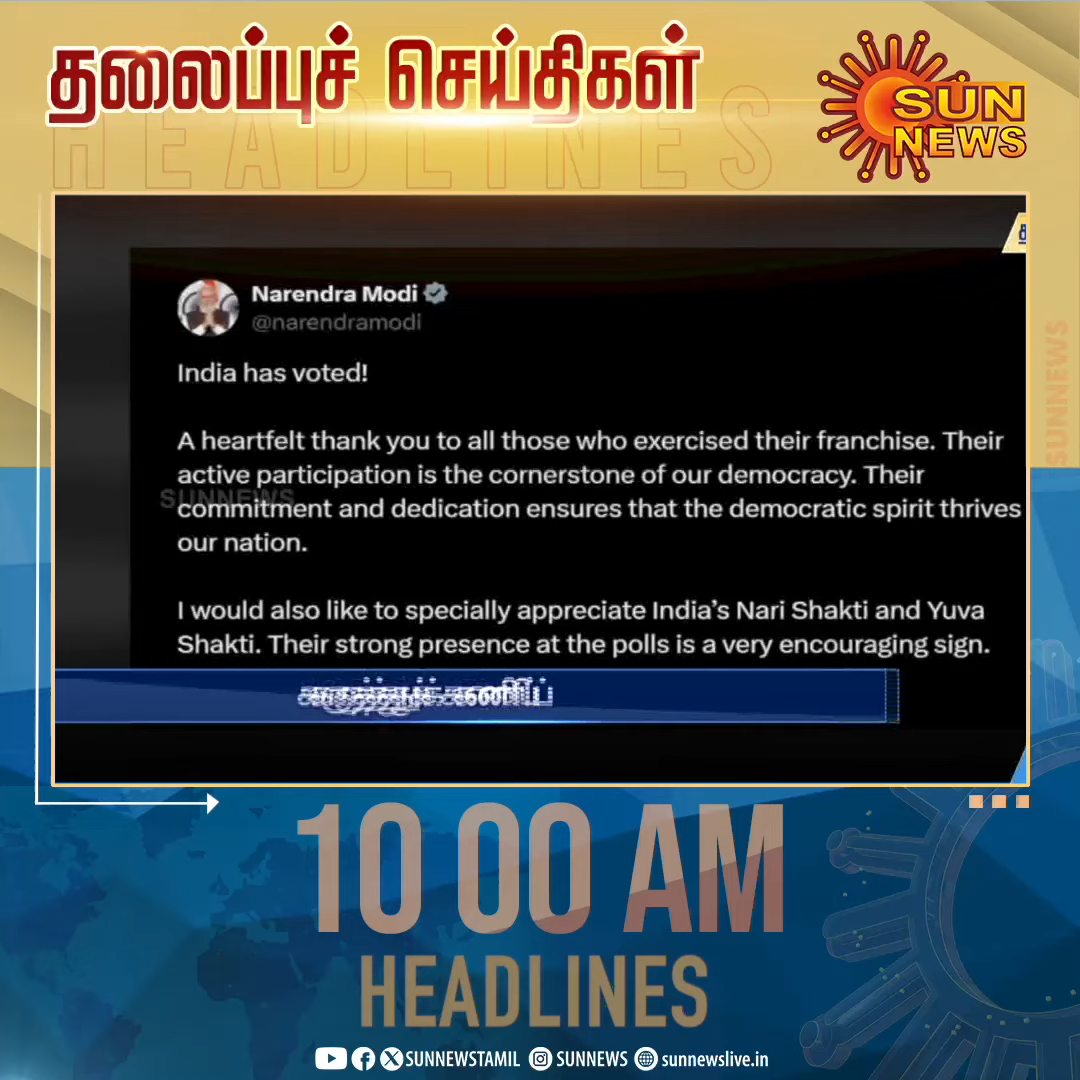 தலைப்புச் செய்திகள்
HEADLINES
SUN
NEWS
Narendra Modi
@narendramodi
India has voted!
A heartfelt thank you to all those who exercised their franchise. Their
active participation is the cornerstone of our democracy. Their
SUNNEWS
commitment and dedication ensures that the democratic spirit thrives
our nation.
I would also like to specially appreciate India's Nari Shakti and Yuva
Shakti. Their strong presence at the polls is a very encouraging sign.
SUNNEWS
10 00 AM
HEADLINES
SUNNEWSTAMIL SUNNEWS sunnewslive.in